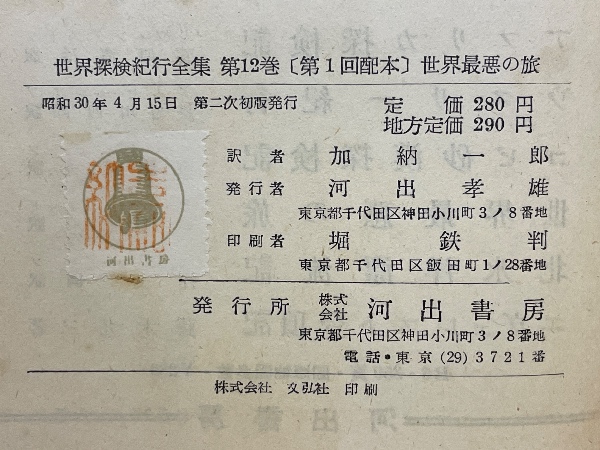 世界探検紀行全集 第12巻〔第1回配本〕世界最悪の旅
昭和30年4月15日 第二次初版発行
定価 280円
地方定価 290円
訳者 加納一郎
発行者 河出孝雄
東京都千代田区神田小川町3ノ8番地
印刷者 堀鉄判
東京都千代田区飯田町1ノ28番地
発行所 株式会社 河出書房
東京都千代田区神田小川町3ノ8番地
電話・東京(29)3721番
株式会社 文弘社 印刷